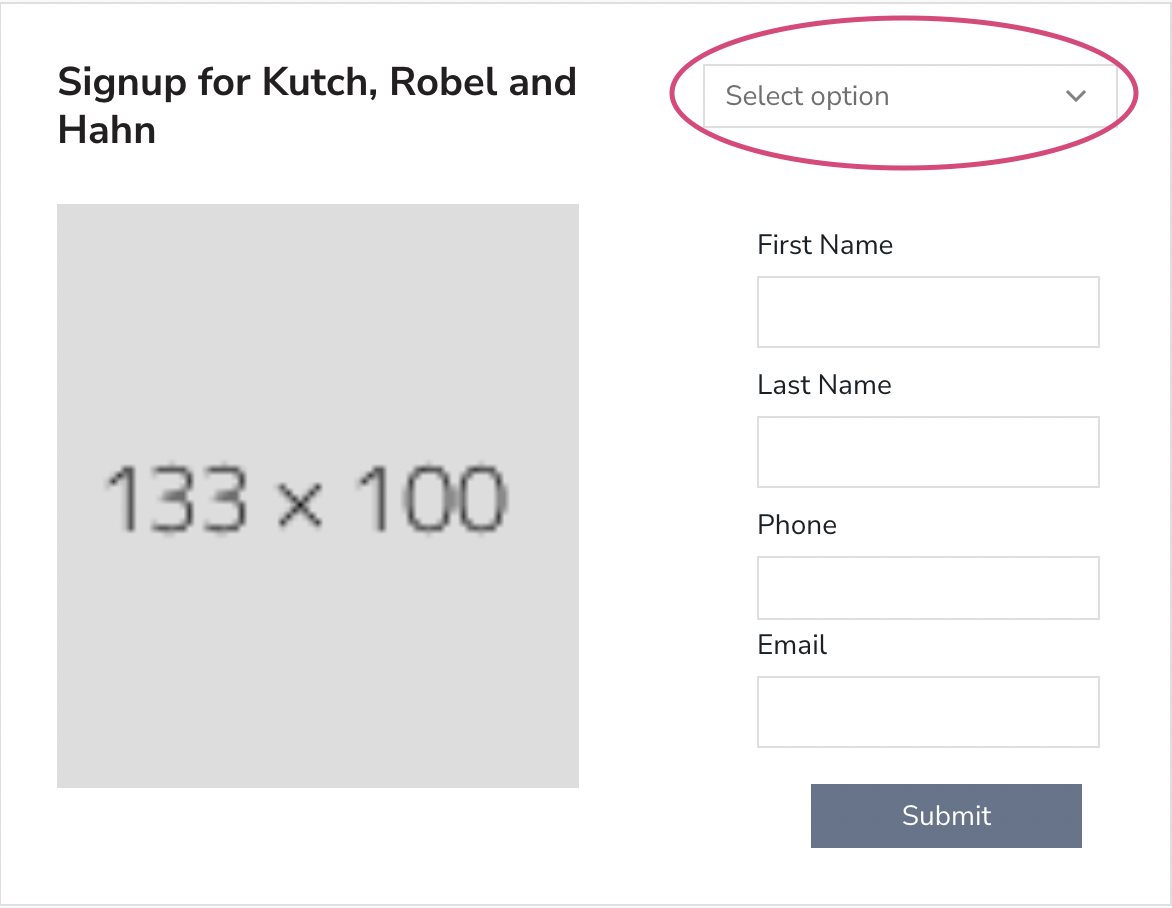 Signup for Kutch, Robel and
Hahn
Select option
133 × 100
First Name
Last Name
Phone
Email
Submit